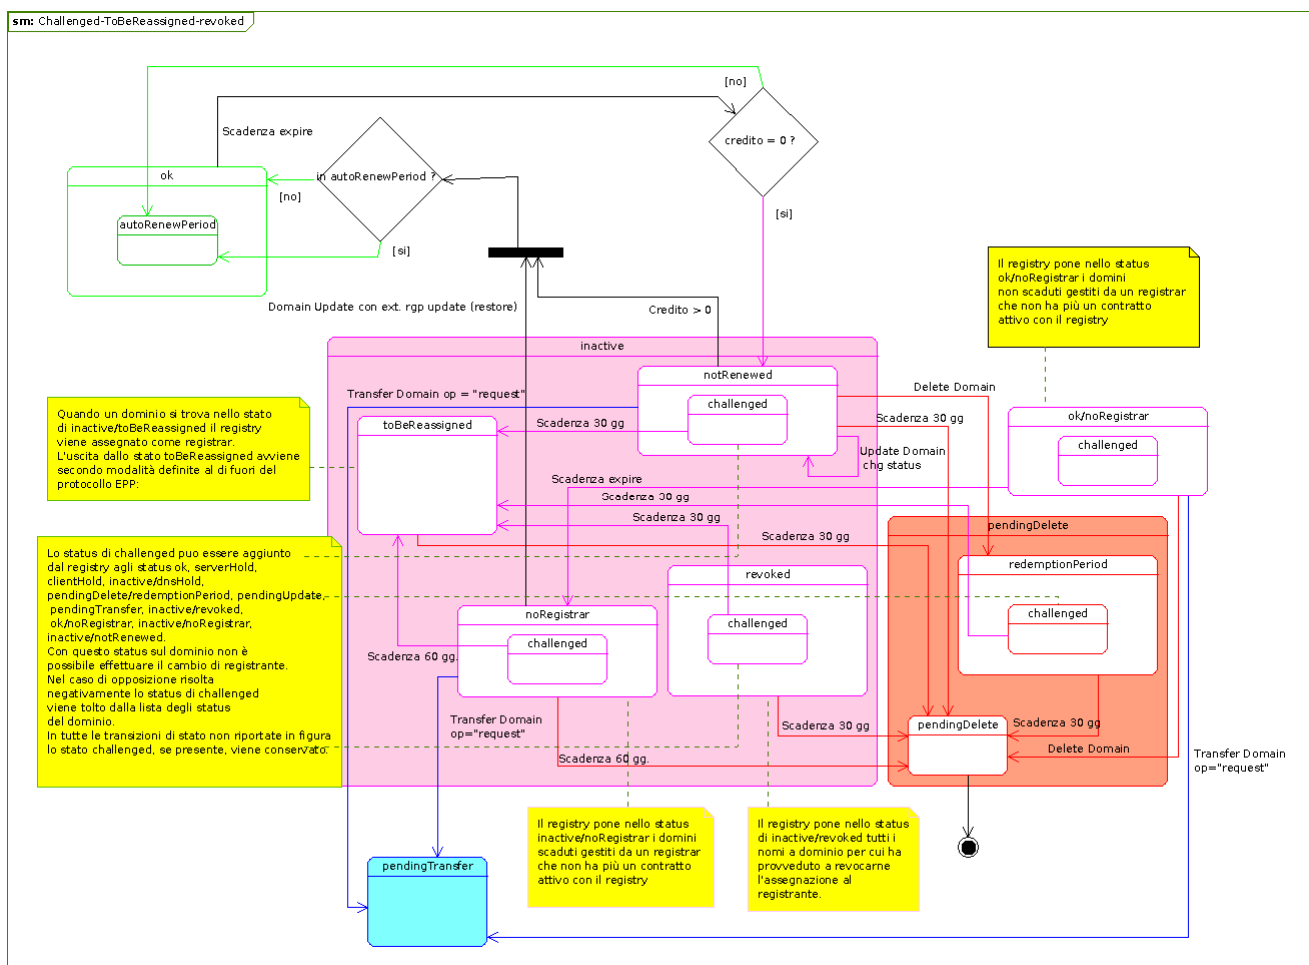 sm: Challenged-ToBeReassigned-revoked
[no]
Scadenza expire
credito = 0 ?
ok
in autoRenewPeriod ?
[no]
autoRenewPeriod
[si]
[si]
Il registry pone nello status
ok/noRegistrar i domini
non scaduti gestiti da un registrar
che non ha più un contratto
attivo con il registry
Domain Update con ext. rgp update (restore)
Credito > 0
inactive
notRenewed
challenged
Transfer Domain op = "request"
Delete Domain
Scadenza 30 gg
Scadenza 30 gg
ok/noRegistrar
challenged
Quando un dominio si trova nello stato
di inactive/toBeReassigned il registry
viene assegnato come registrar.
L'uscita dallo stato toBeReassigned avviene
secondo modalità definite al di fuori del
protocollo EPP:
toBeReassigned
Update Domain
chg status
Scadenza expire
Scadenza 30 gg
Scadenza 30 gg
Scadenza 30 gg
pendingDelete
redemptionPeriod
challenged
Lo status di challenged puo essere aggiunto
dal registry agli status ok, serverHold,
clientHold, inactive/dnsHold,
pendingDelete/redemptionPeriod, pendingUpdate,
pendingTransfer, inactive/revoked,
ok/noRegistrar, inactive/noRegistrar,
inactive/notRenewed.
Con questo status sul dominio non è
possibile effettuare il cambio di registrante.
Nel caso di opposizione risolta
negativamente lo status di challenged
viene tolto dalla lista degli status
del dominio.
In tutte le transizioni di stato non riportate in figura
lo stato challenged, se presente, viene conservato.
revoked
challenged
noRegistrar
challenged
Scadenza 60 gg.
Transfer Domain
op="request"
Scadenza 60 gg.
Scadenza 30 gg
pendingDelete
Scadenza 30 gg
Delete Domain
Transfer Domain
op="request"
Il registry pone nello status
inactive/noRegistrar i domini
scaduti gestiti da un registrar
che non ha più un contratto
attivo con il registry
Il registry pone nello status
di inactive/revoked tutti i
nomi a dominio per cui ha
provveduto a revocarne
l'assegnazione al
registrante.
pendingTransfer